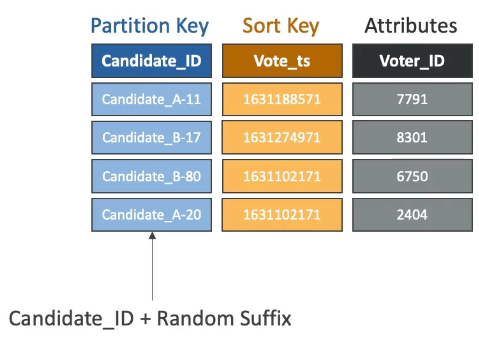 Partition Key Sort Key Attributes
Candidate_ID Vote_ts Voter_ID
Candidate_A-11 1631188571 7791
Candidate_B-17 1631274971 8301
Candidate_B-80 1631102171 6750
Candidate_A-20 1631102171 2404
Candidate_ID + Random Suffix